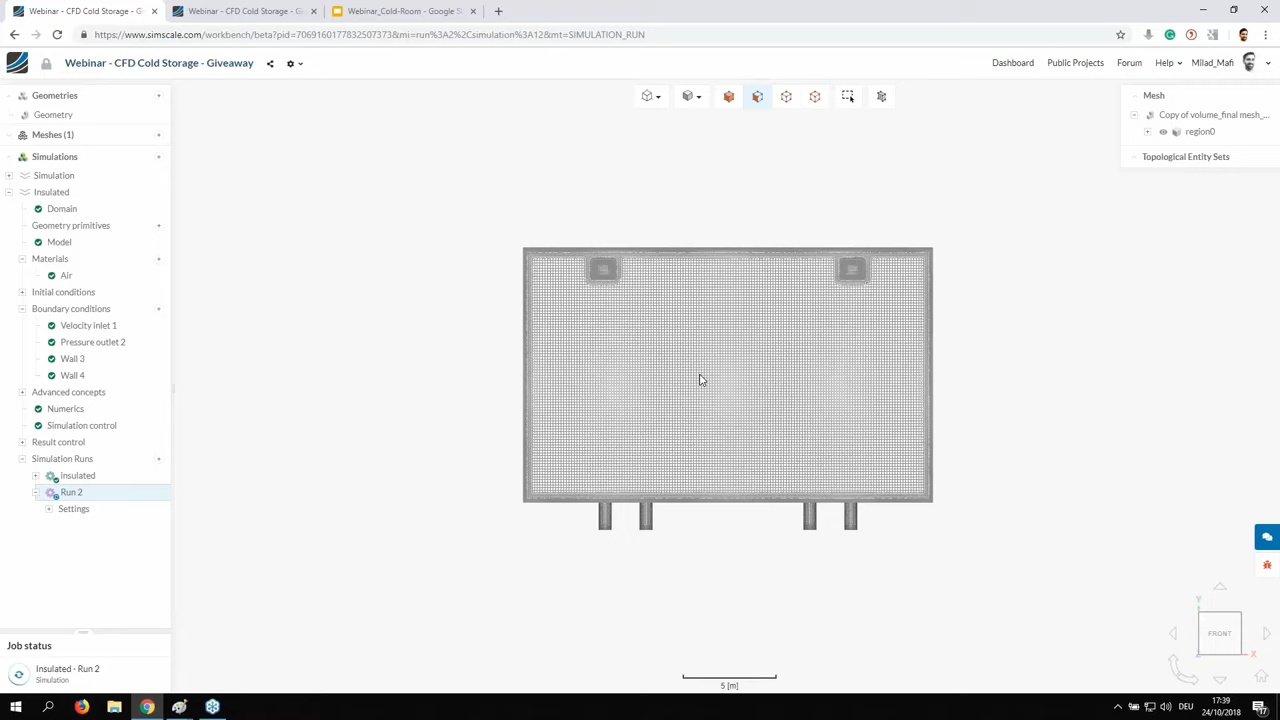 Webinar - CFD Cold Storage - Gi
Webinar - CFD Cold Storage - Gi
Webinar_Cold-Room - Google Sl
https://www.simscale.com/workbench/beta?pid=7069160177832507373&mi=run%3A2%2Csimulation%3A12&mt=SIMULATION_RUN
Webinar - CFD Cold Storage - Giveaway
Dashboard
Public Projects
Forum
Help
Milad_Mafi
Geometries
Geometry
Meshes (1)
Simulations
Simulation
Insulated
Domain
Geometry primitives
Model
Materials
Air
Initial conditions
Boundary conditions
Velocity inlet 1
Pressure outlet 2
Wall 3
Wall 4
Advanced concepts
Numerics
Simulation control
Result control
Simulation Runs
Insulated
Run 2
Settings
Mesh
Copy of volume_final mesh_...
region0
Topological Entity Sets
5 [m]
Y
FRONT
Z
X
Job status
Insulated - Run 2
Simulation
DEU
17:39
24/10/2018
17